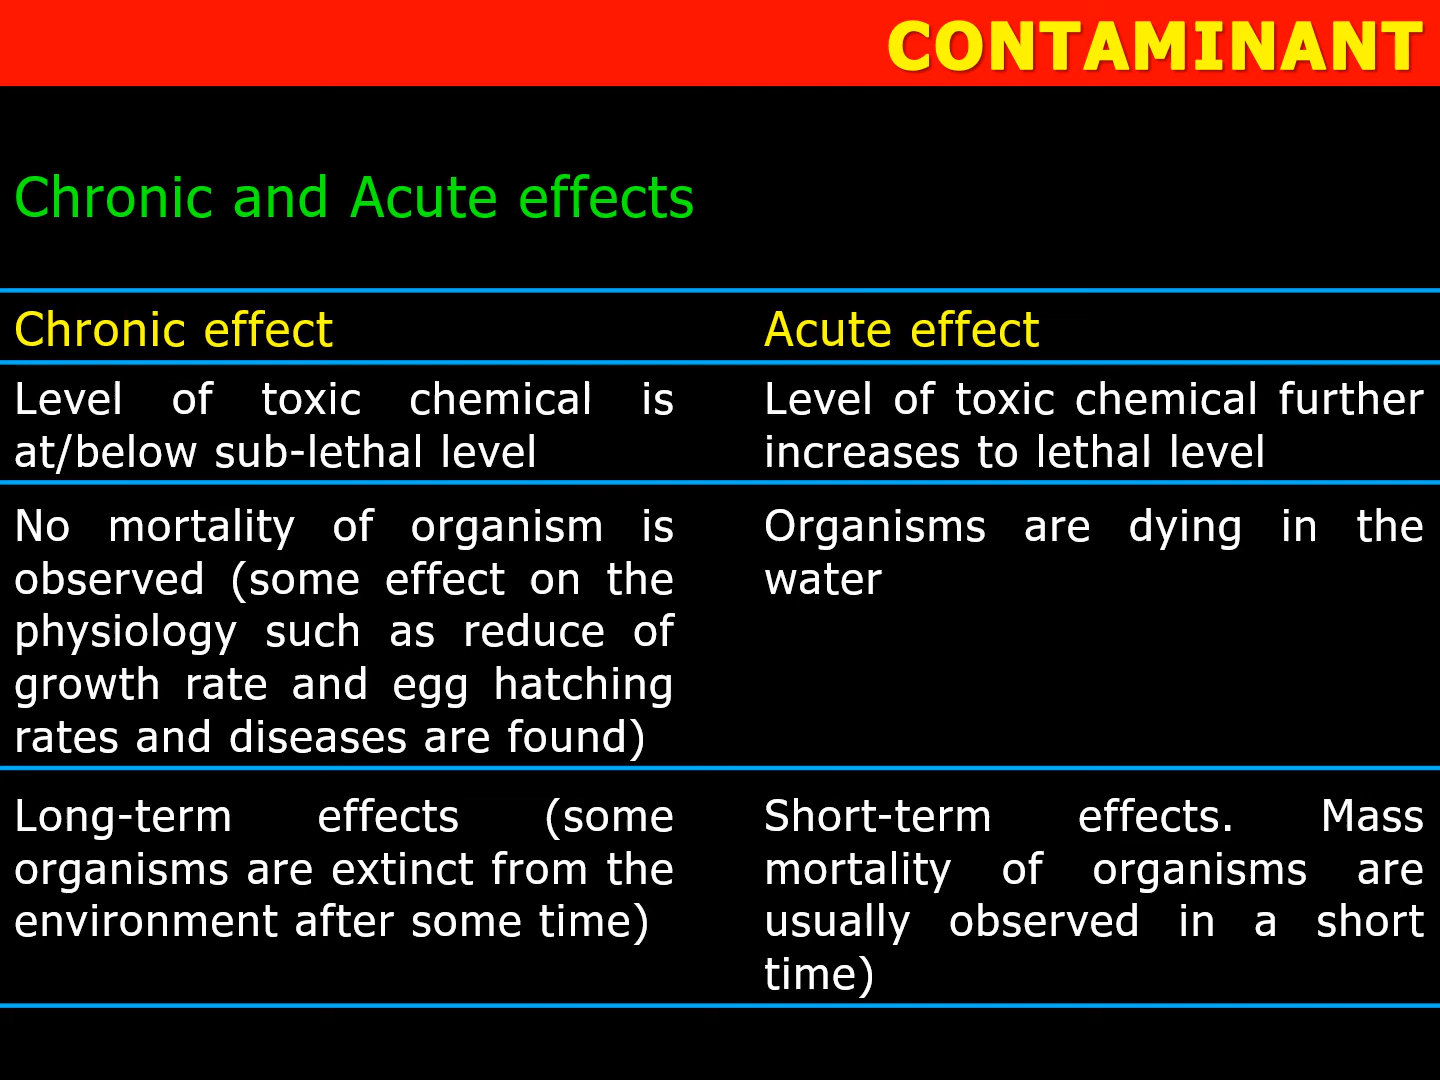 CONTAMINANT
Chronic and Acute effects
Chronic effect
Acute effect
Level of toxic chemical is
at/below sub-lethal level
Level of toxic chemical further
increases to lethal level
No mortality of organism is
observed (some effect on the
physiology such as reduce of
growth rate and egg hatching
rates and diseases are found)
Organisms are dying in the
water
Long-term effects (some
organisms are extinct from the
environment after some time)
Short-term effects. Mass
mortality of organisms are
usually observed in a short
time)